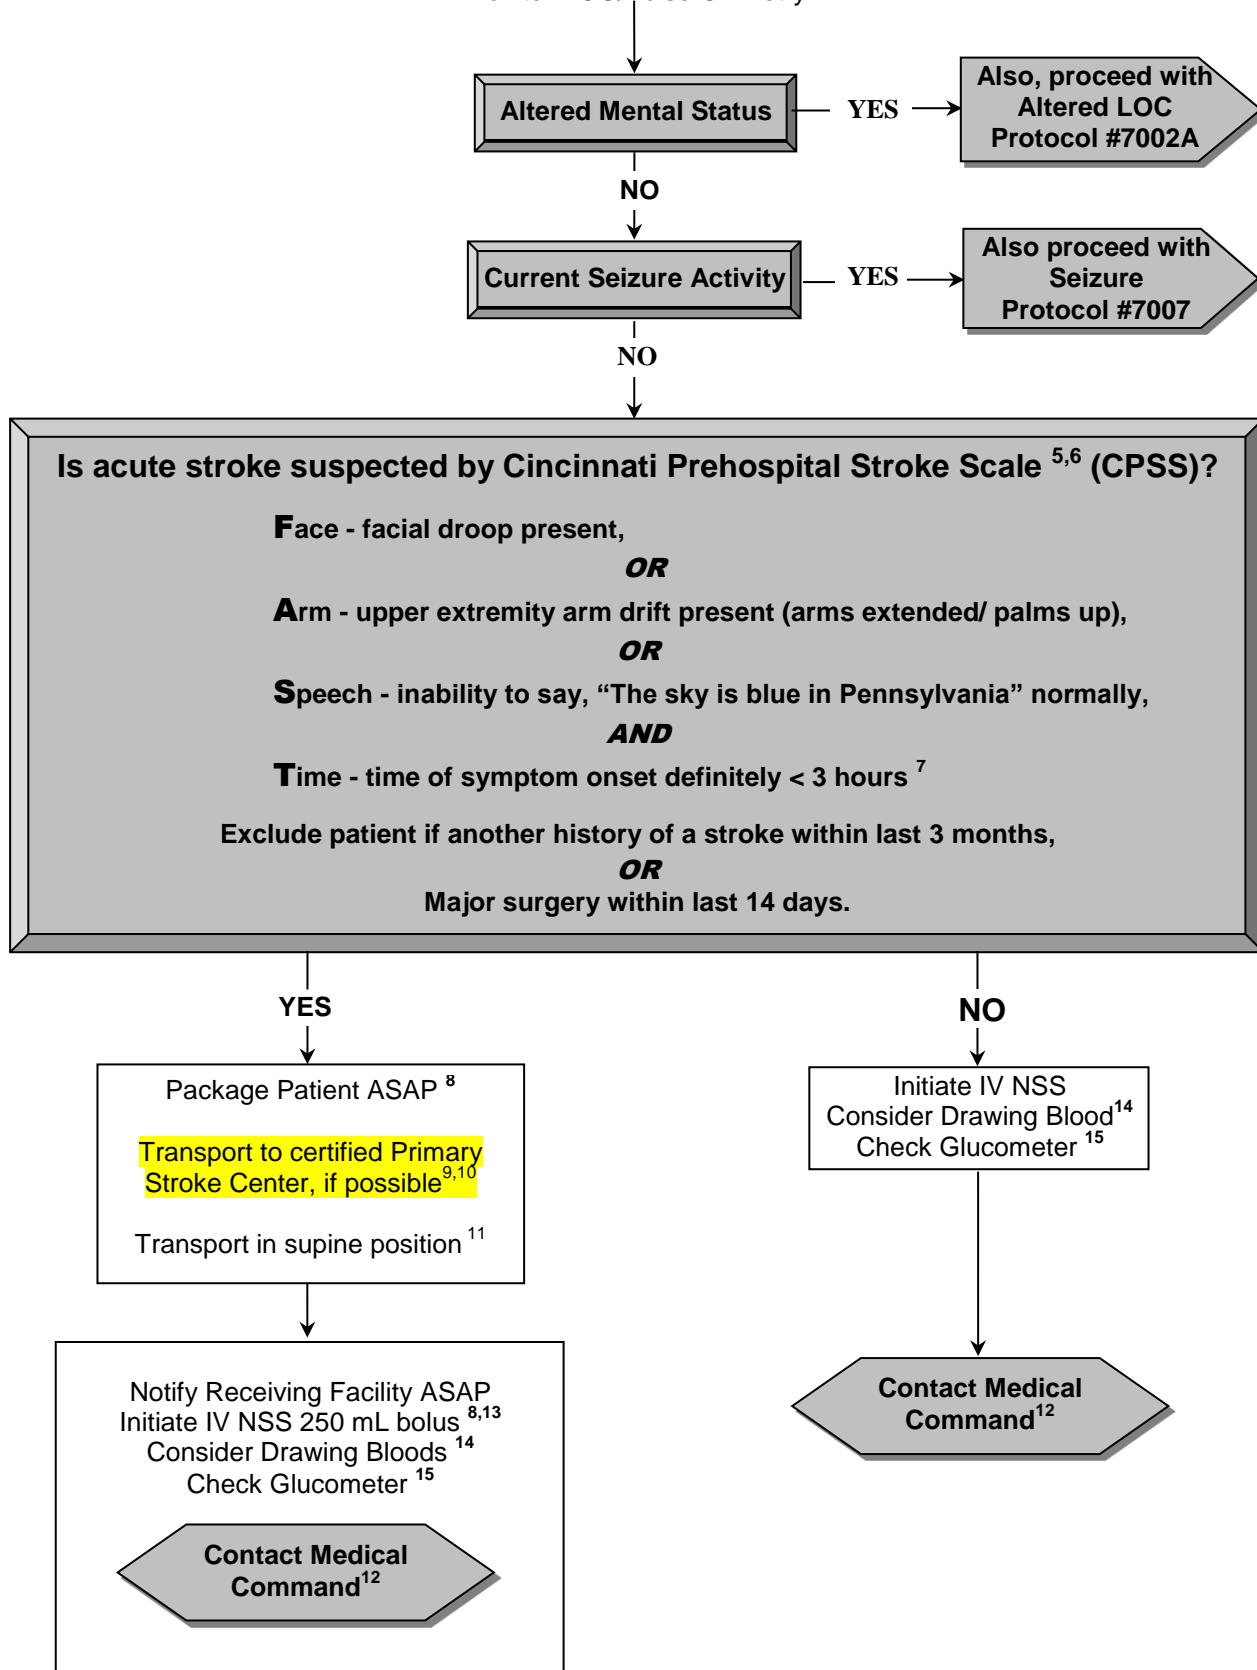 Altered Mental Status
YES
Also, proceed with
Altered LOC
Protocol #7002A
NO
Current Seizure Activity
YES
Also proceed with
Seizure
Protocol #7007
NO
Is acute stroke suspected by Cincinnati Prehospital Stroke Scale 5,6 (CPSS)?
Face - facial droop present,
OR
Arm - upper extremity arm drift present (arms extended/ palms up),
OR
Speech - inability to say, “The sky is blue in Pennsylvania” normally,
AND
Time - time of symptom onset definitely < 3 hours 7
Exclude patient if another history of a stroke within last 3 months,
OR
Major surgery within last 14 days.
YES
Package Patient ASAP 8
Transport to certified Primary
Stroke Center, if possible9,10
Transport in supine position 11
Notify Receiving Facility ASAP
Initiate IV NSS 250 mL bolus 8,13
Consider Drawing Bloods 14
Check Glucometer 15
Contact Medical
Command12
NO
Initiate IV NSS
Consider Drawing Blood14
Check Glucometer 15
Contact Medical
Command12